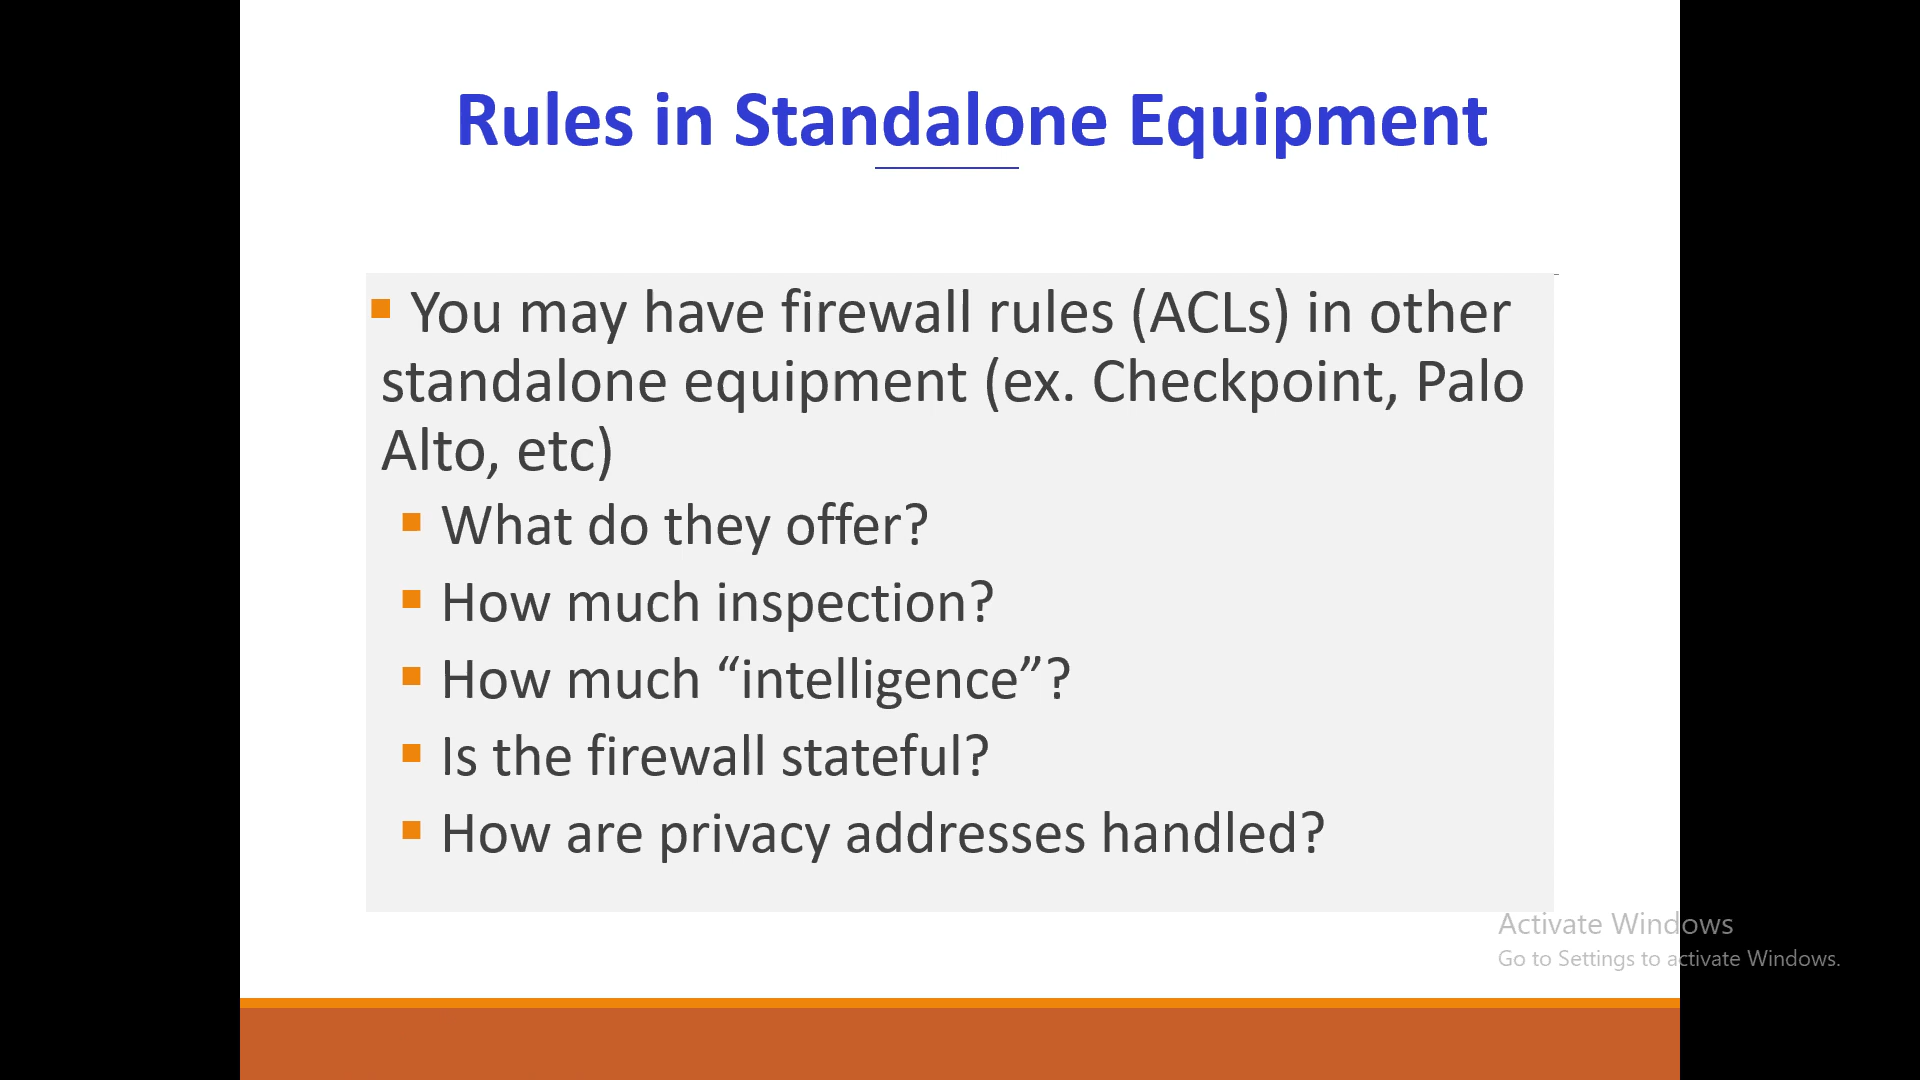 Rules in Standalone Equipment
▪ You may have firewall rules (ACLs) in other
standalone equipment (ex. Checkpoint, Palo
Alto, etc)
▪ What do they offer?
▪ How much inspection?
▪ How much “intelligence”?
▪ Is the firewall stateful?
▪ How are privacy addresses handled?
Activate Windows
Go to Settings to activate Windows.